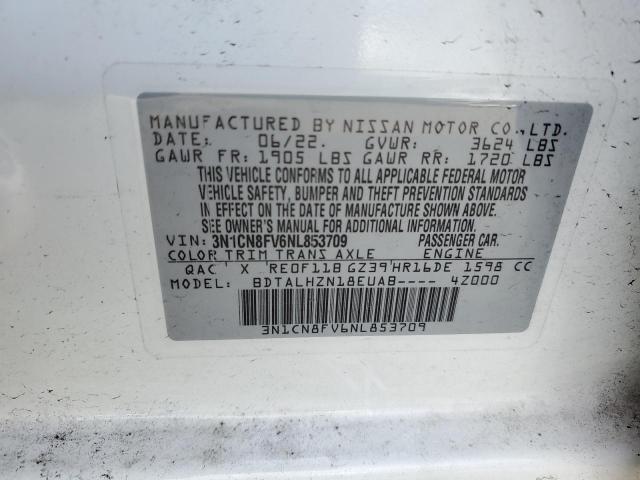 MANUFACTURED BY NISSAN MOTOR CO., LTD.
DATE: 06/22. GVWR: 3624 LBS
GAWR FR: 1905 LBS GAWR RR: 1720 LBS
THIS VEHICLE CONFORMS TO ALL APPLICABLE FEDERAL MOTOR
VEHICLE SAFETY, BUMPER AND THEFT PREVENTION STANDARDS
IN EFFECT ON THE DATE OF MANUFACTURE SHOWN ABOVE.
SEE OWNER'S MANUAL FOR ADDITIONAL INFORMATION.
VIN: 3N1CN8FV6NL853709 PASSENGER CAR.
COLOR TRIM TRANS AXLE ENGINE
QAC X RE0F11B GZ39 HR16DE 1598 CC
MODEL: BDTALHZN18EUAB---- 4Z000
3N1CN8FV6NL853709